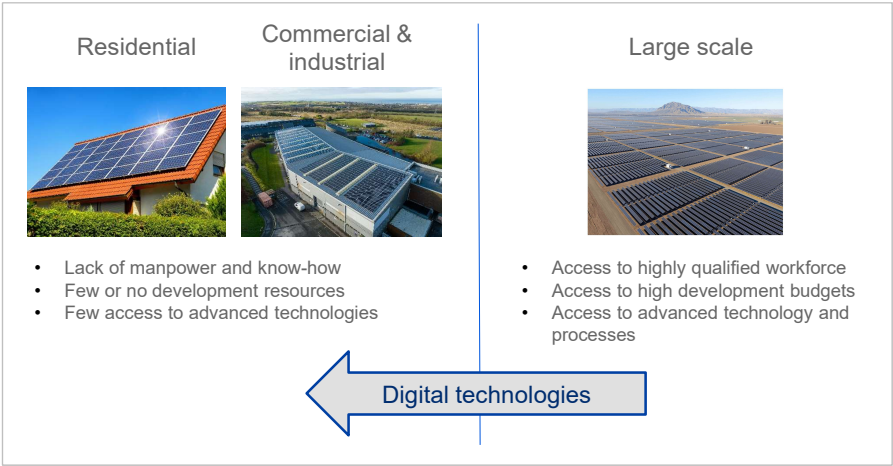 Residential
Commercial &
industrial
Large scale
• Lack of manpower and know-how
• Few or no development resources
• Few access to advanced technologies
• Access to highly qualified workforce
• Access to high development budgets
• Access to advanced technology and
processes
Digital technologies